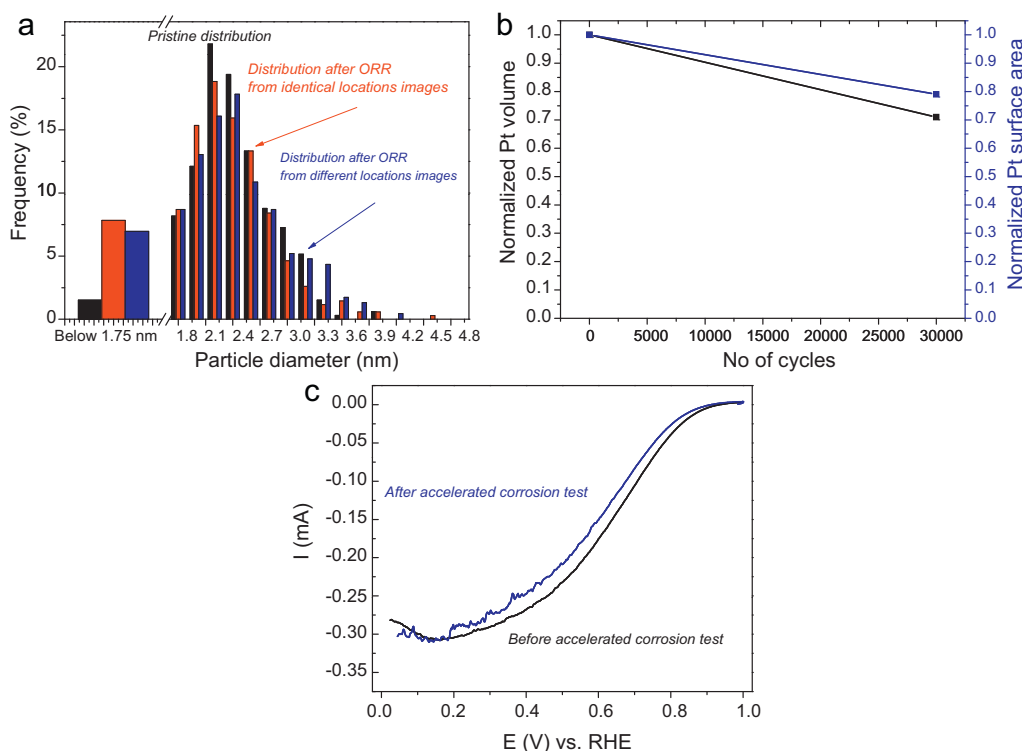 a
Pristine distribution
Distribution after ORR
from identical locations images
Distribution after ORR
from different locations images
Frequency (%)
20
15
10
5
0
Below 1.75 nm
1.8 2.1 2.4 2.7 3.0 3.3 3.6 3.9 4.2 4.5 4.8
Particle diameter (nm)
b
Normalized Pt volume
1.0
0.9
0.8
0.7
0.6
0.5
0.4
0.3
0.2
0.1
0.0
0 5000 10000 15000 20000 25000 30000
No of cycles
1.0
0.9
0.8
0.7
0.6
0.5
0.4
0.3
0.2
0.1
0.0
Normalized Pt surface area
c
I (mA)
0.00
-0.05
-0.10
-0.15
-0.20
-0.25
-0.30
-0.35
After accelerated corrosion test
Before accelerated corrosion test
0.0 0.2 0.4 0.6 0.8 1.0
E (V) vs. RHE